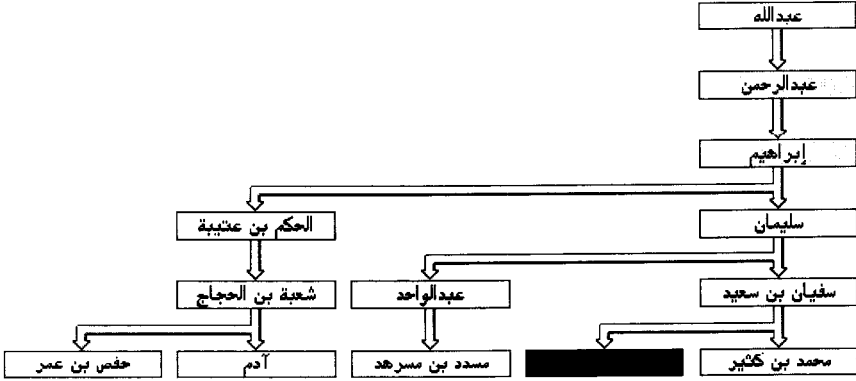 عبدالله
عبدالرحمن
إبراهيم
سليمان
الحكم بن عتيبة
سفيان بن سعيد
عبدالواحد
شعبة بن الحجاج
محمد بن كثير
مسدد بن مسرهد
آدم
حفص بن عمر